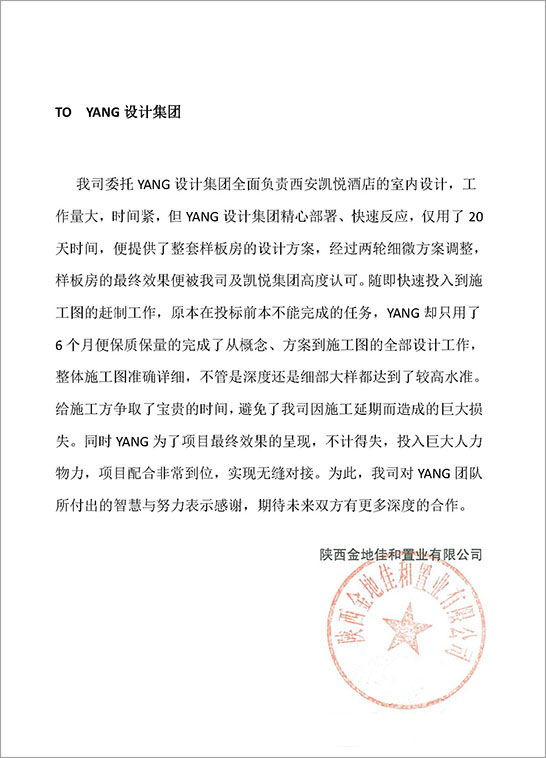 TO YANG 设计集团
我司委托 YANG 设计集团全面负责西安凯悦酒店的室内设计，工
作量大，时间紧，但 YANG 设计集团精心部署、快速反应，仅用了 20
天时间，便提供了整套样板房的设计方案，经过两轮细微方案调整，
样板房的最终效果便被我司及凯悦集团高度认可。随即快速投入到施
工图的赶制工作，原本在投标前本不能完成的任务，YANG 却只用了
6 个月便保质保量的完成了从概念、方案到施工图的全部设计工作，
整体施工图准确详细，不管是深度还是细部大样都达到了较高水准。
给施工方争取了宝贵的时间，避免了我司因施工延期而造成的巨大损
失。同时 YANG 为了项目最终效果的呈现，不计得失，投入巨大人力
物力，项目配合非常到位，实现无缝对接。为此，我司对 YANG 团队
所付出的智慧与努力表示感谢，期待未来双方有更多深度的合作。
陕西金地佳和置业有限公司
陕西金地佳和置业有限公司